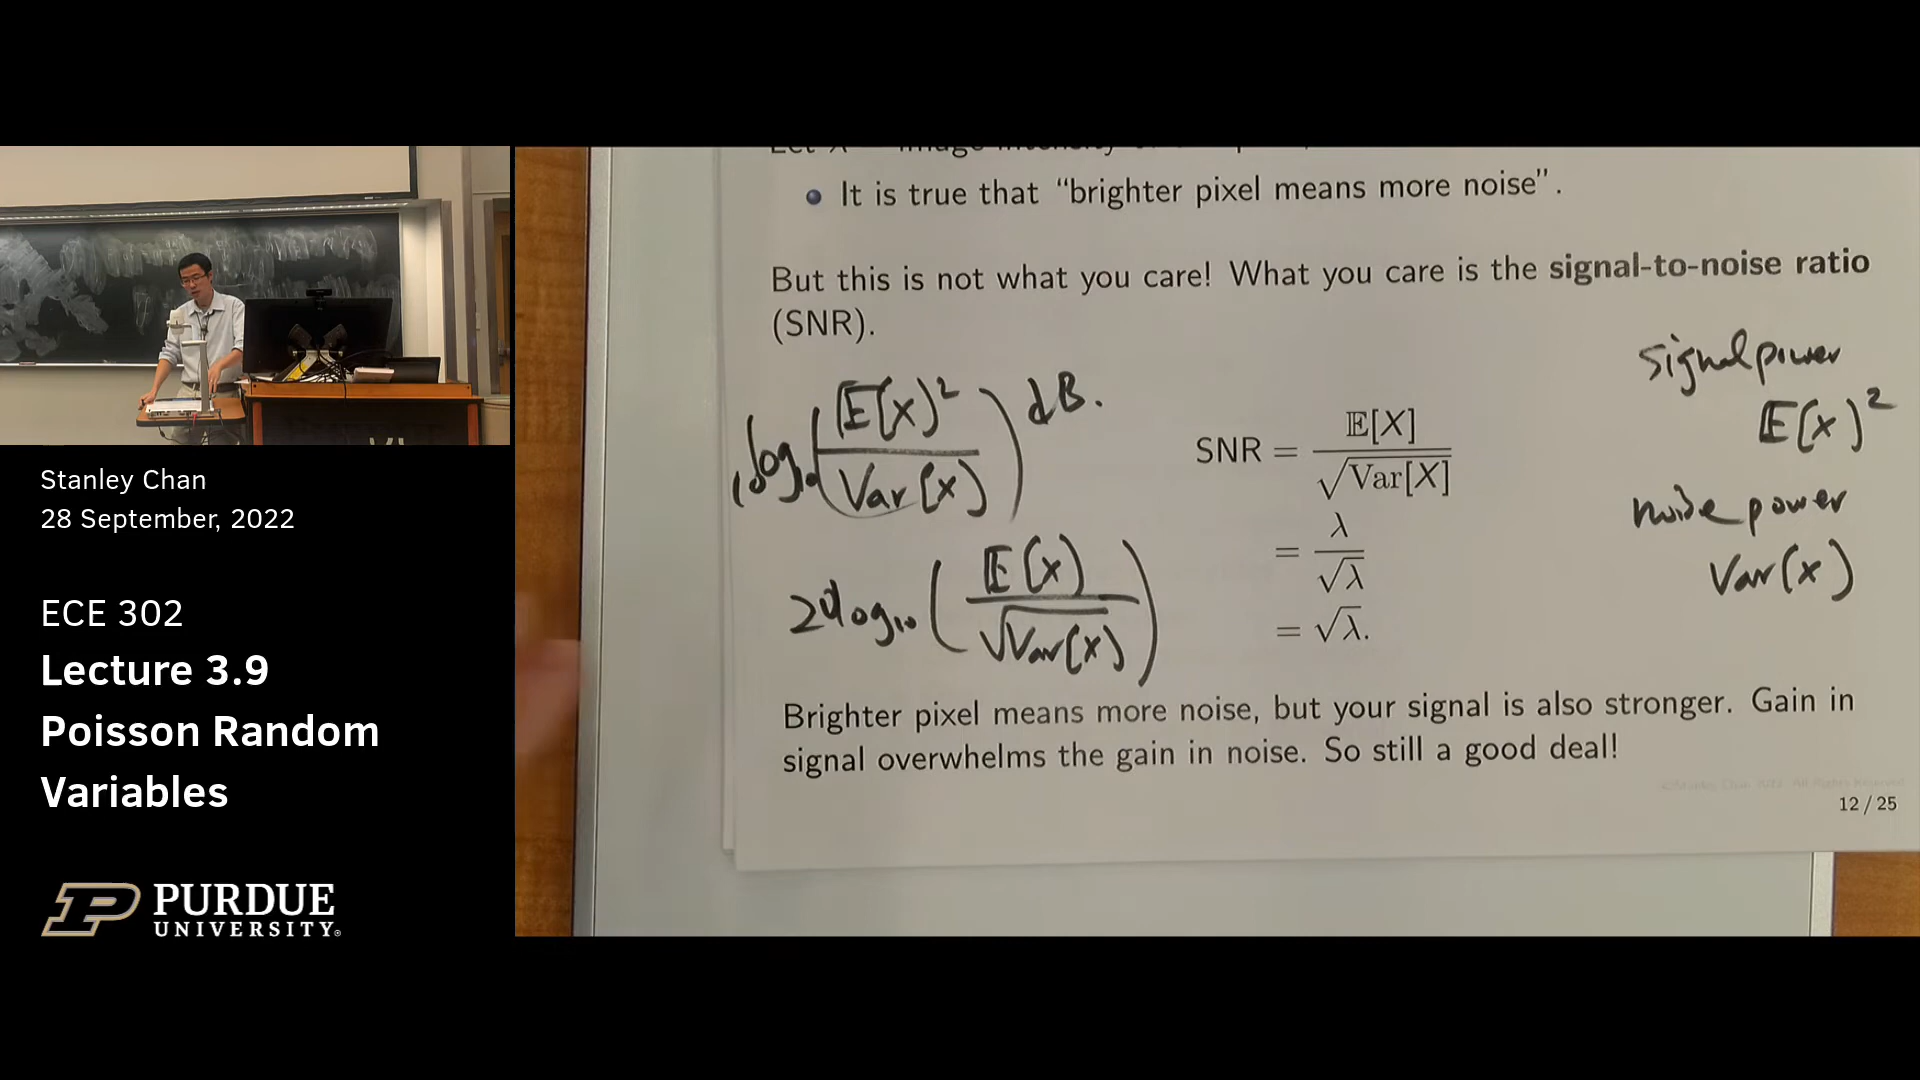 It is true that “brighter pixel means more noise”.
But this is not what you care! What you care is the signal-to-noise ratio
(SNR).
log₁₀(E[X]²/Var[X]) dB.
20 log₁₀(E[X]/√Var[X])
SNR = 𝔼[X]/√Var[X]
= λ/√λ
= √λ.
signal power
E[X]²
noise power
Var[X]
Brighter pixel means more noise, but your signal is also stronger. Gain in
signal overwhelms the gain in noise. So still a good deal!
12 / 25
Stanley Chan
28 September, 2022
ECE 302
Lecture 3.9
Poisson Random
Variables
PURDUE
UNIVERSITY®